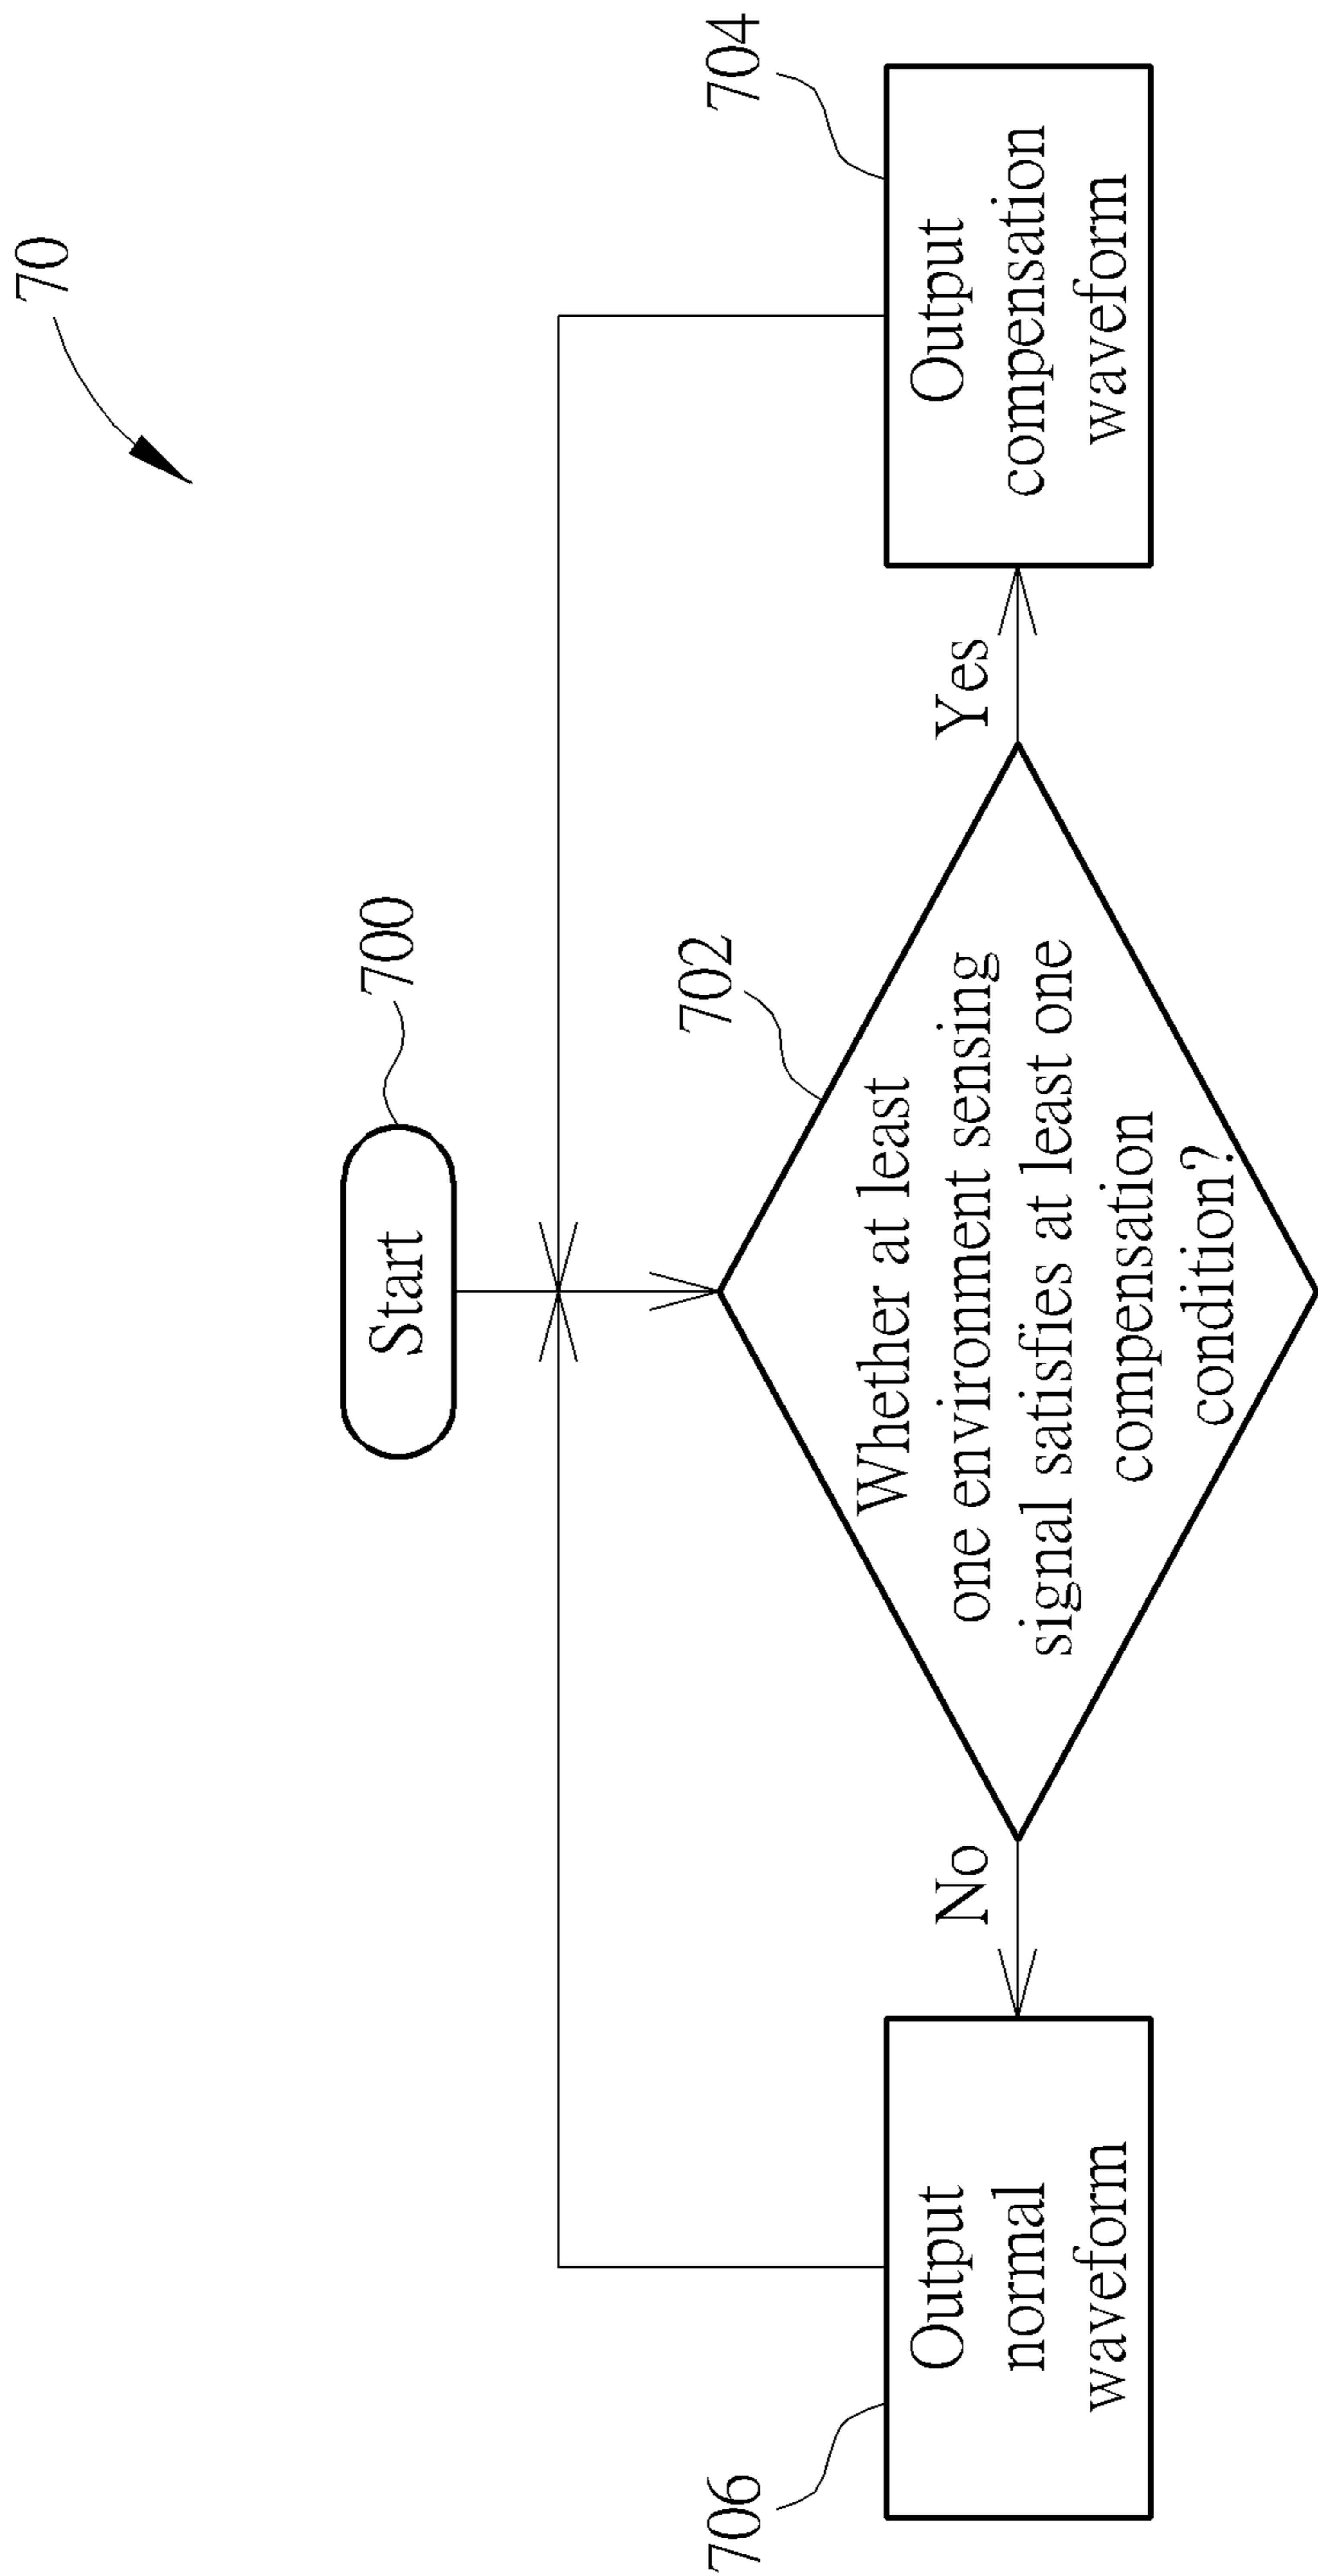 70
Start
700
702
Whether at least
one environment sensing
signal satisfies at least one
compensation
condition?
No
Yes
706
Output
normal
waveform
704
Output
compensation
waveform